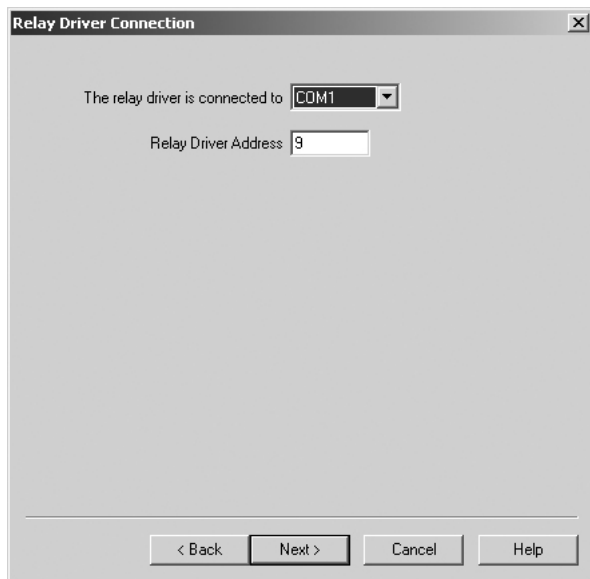 Relay Driver Connection
The relay driver is connected to COM1
Relay Driver Address 9
< Back Next > Cancel Help